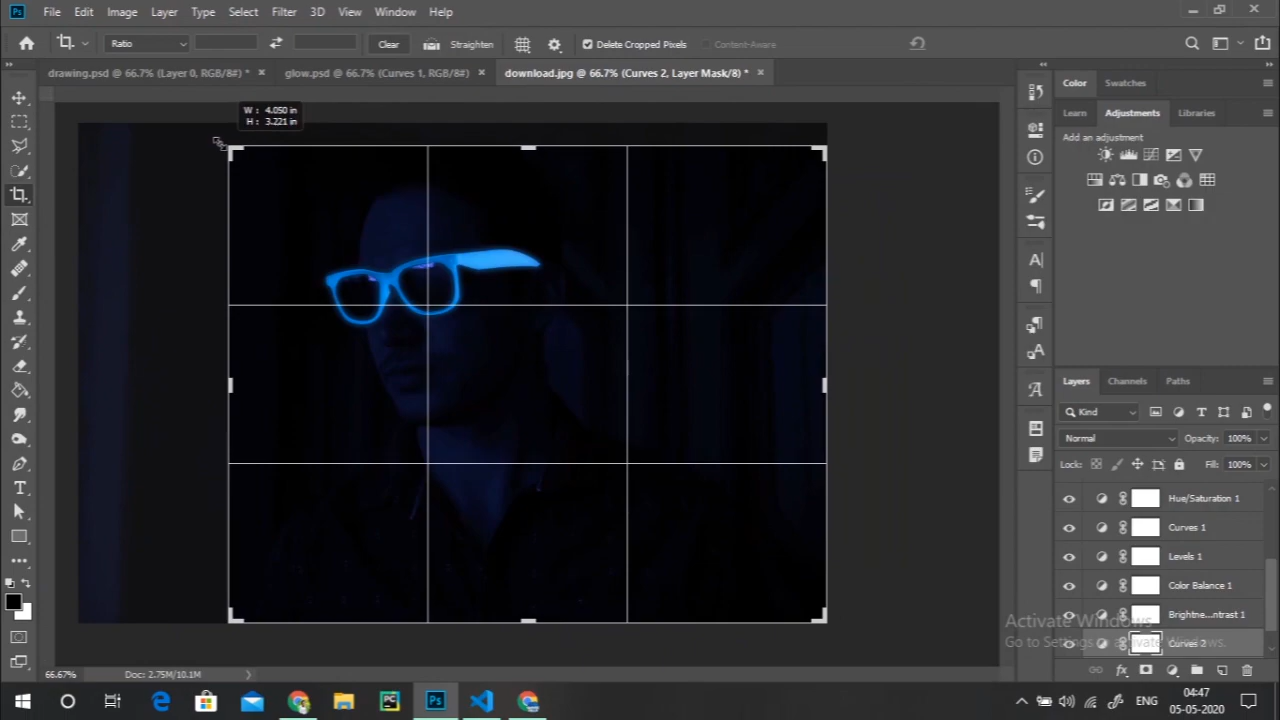 Ps File Edit Image Layer Type Select Filter 3D View Window Help
Ratio Clear Straighten Delete Cropped Pixels Content-Aware
drawing.psd @ 66.7% (Layer 0, RGB/8#) * glow.psd @ 66.7% (Curves 1, RGB/8#) download.jpg @ 66.7% (Curves 2, Layer Mask/8) *
Color Swatches
W : 4.050 in
H : 3.221 in
Learn Adjustments Libraries
Add an adjustment
Layers Channels Paths
Kind
Normal Opacity: 100%
Lock: Fill: 100%
Hue/Saturation 1
Curves 1
Levels 1
Color Balance 1
Brightne...ntrast 1
Activate Windows
Go to Settings to activate Windows.
Curves 2
66.67% Doc: 2.75M/10.1M
PC Ps ENG 04:47
05-05-2020